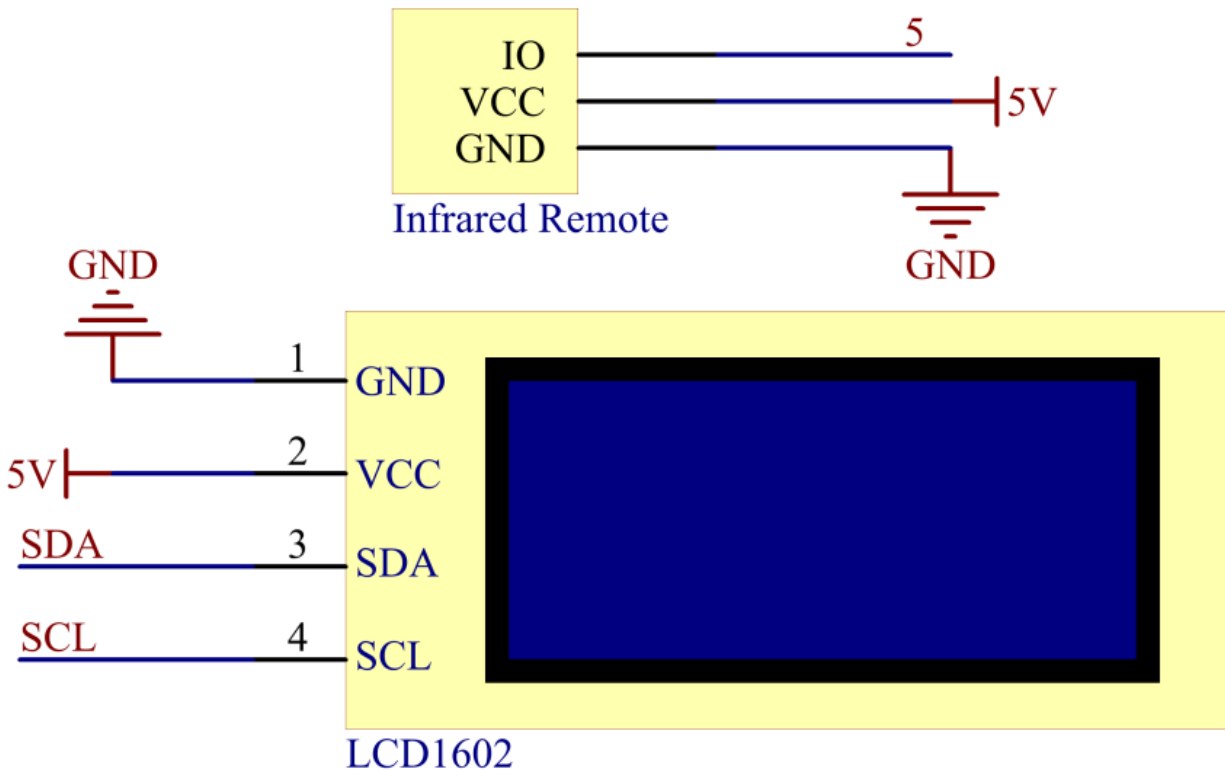 IO 5
VCC 5V
GND
Infrared Remote
GND
GND
1 GND
5V 2 VCC
SDA 3 SDA
SCL 4 SCL
LCD1602